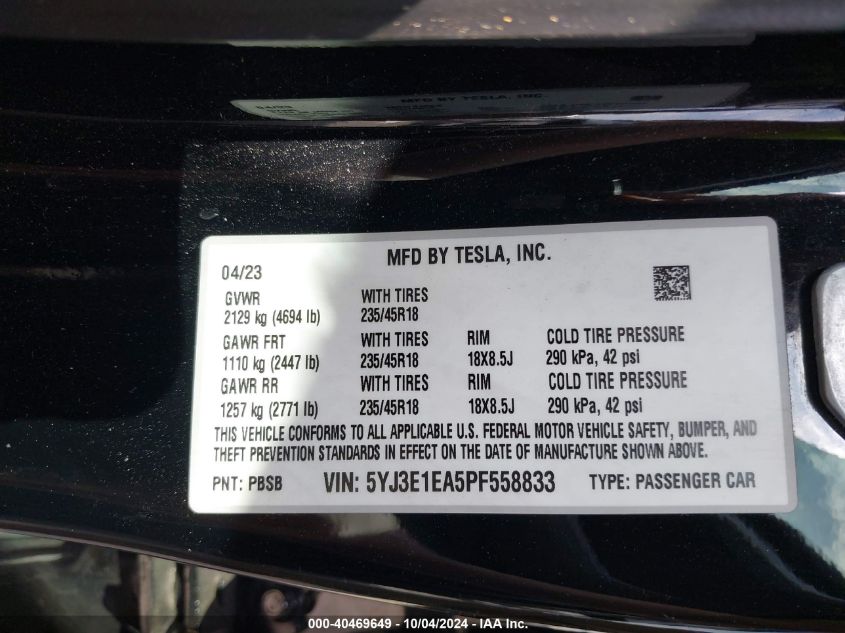 MFD BY TESLA, INC.
04/23 MFD BY TESLA, INC.
GVWR WITH TIRES
2129 kg (4694 lb) 235/45R18
GAWR FRT WITH TIRES RIM COLD TIRE PRESSURE
1110 kg (2447 lb) 235/45R18 18X8.5J 290 kPa, 42 psi
GAWR RR WITH TIRES RIM COLD TIRE PRESSURE
1257 kg (2771 lb) 235/45R18 18X8.5J 290 kPa, 42 psi
THIS VEHICLE CONFORMS TO ALL APPLICABLE U.S. FEDERAL MOTOR VEHICLE SAFETY, BUMPER, AND
THEFT PREVENTION STANDARDS IN EFFECT ON THE DATE OF MANUFACTURE SHOWN ABOVE.
PNT: PBSB VIN: 5YJ3E1EA5PF558833 TYPE: PASSENGER CAR
000-40469649 - 10/04/2024 - IAA Inc.